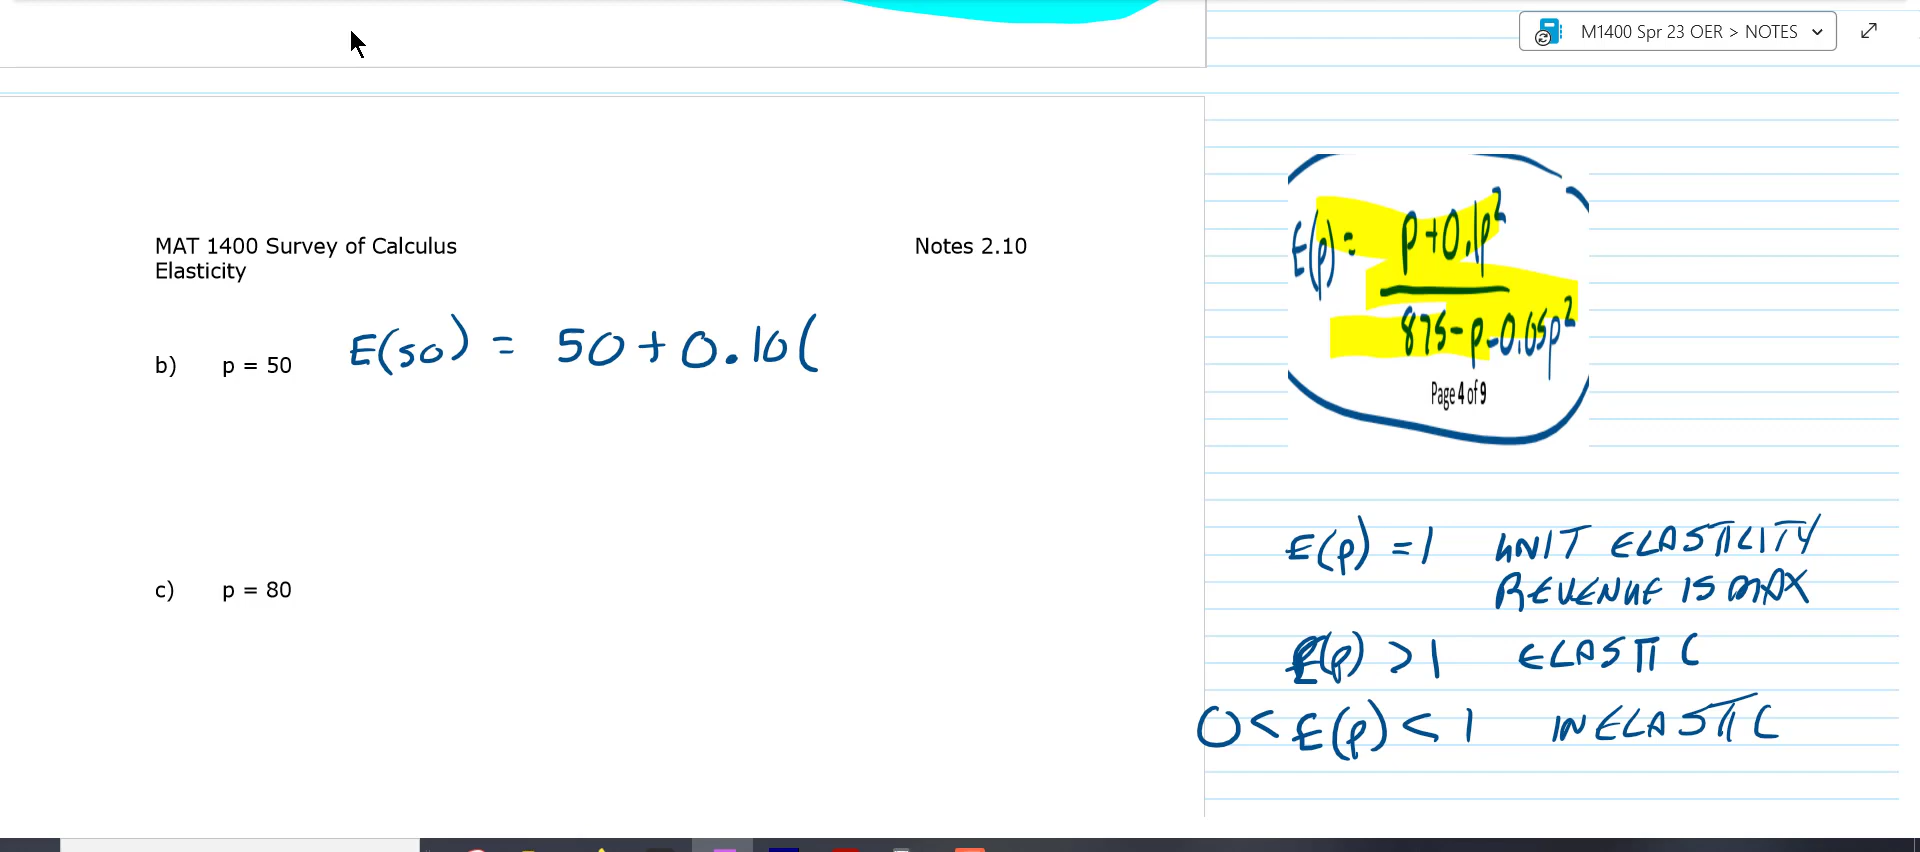 M1400 Spr 23 OER > NOTES
MAT 1400 Survey of Calculus
Notes 2.10
Elasticity
b) p = 50 E(50) = 50 + 0.10(
c) p = 80
E(p) = p+0.1p²
875-p-0.05p²
Page 4 of 9
E(p) = 1 UNIT ELASTICITY
REVENUE IS MAX
E(p) > 1 ELASTIC
0 < E(p) < 1 INELASTIC